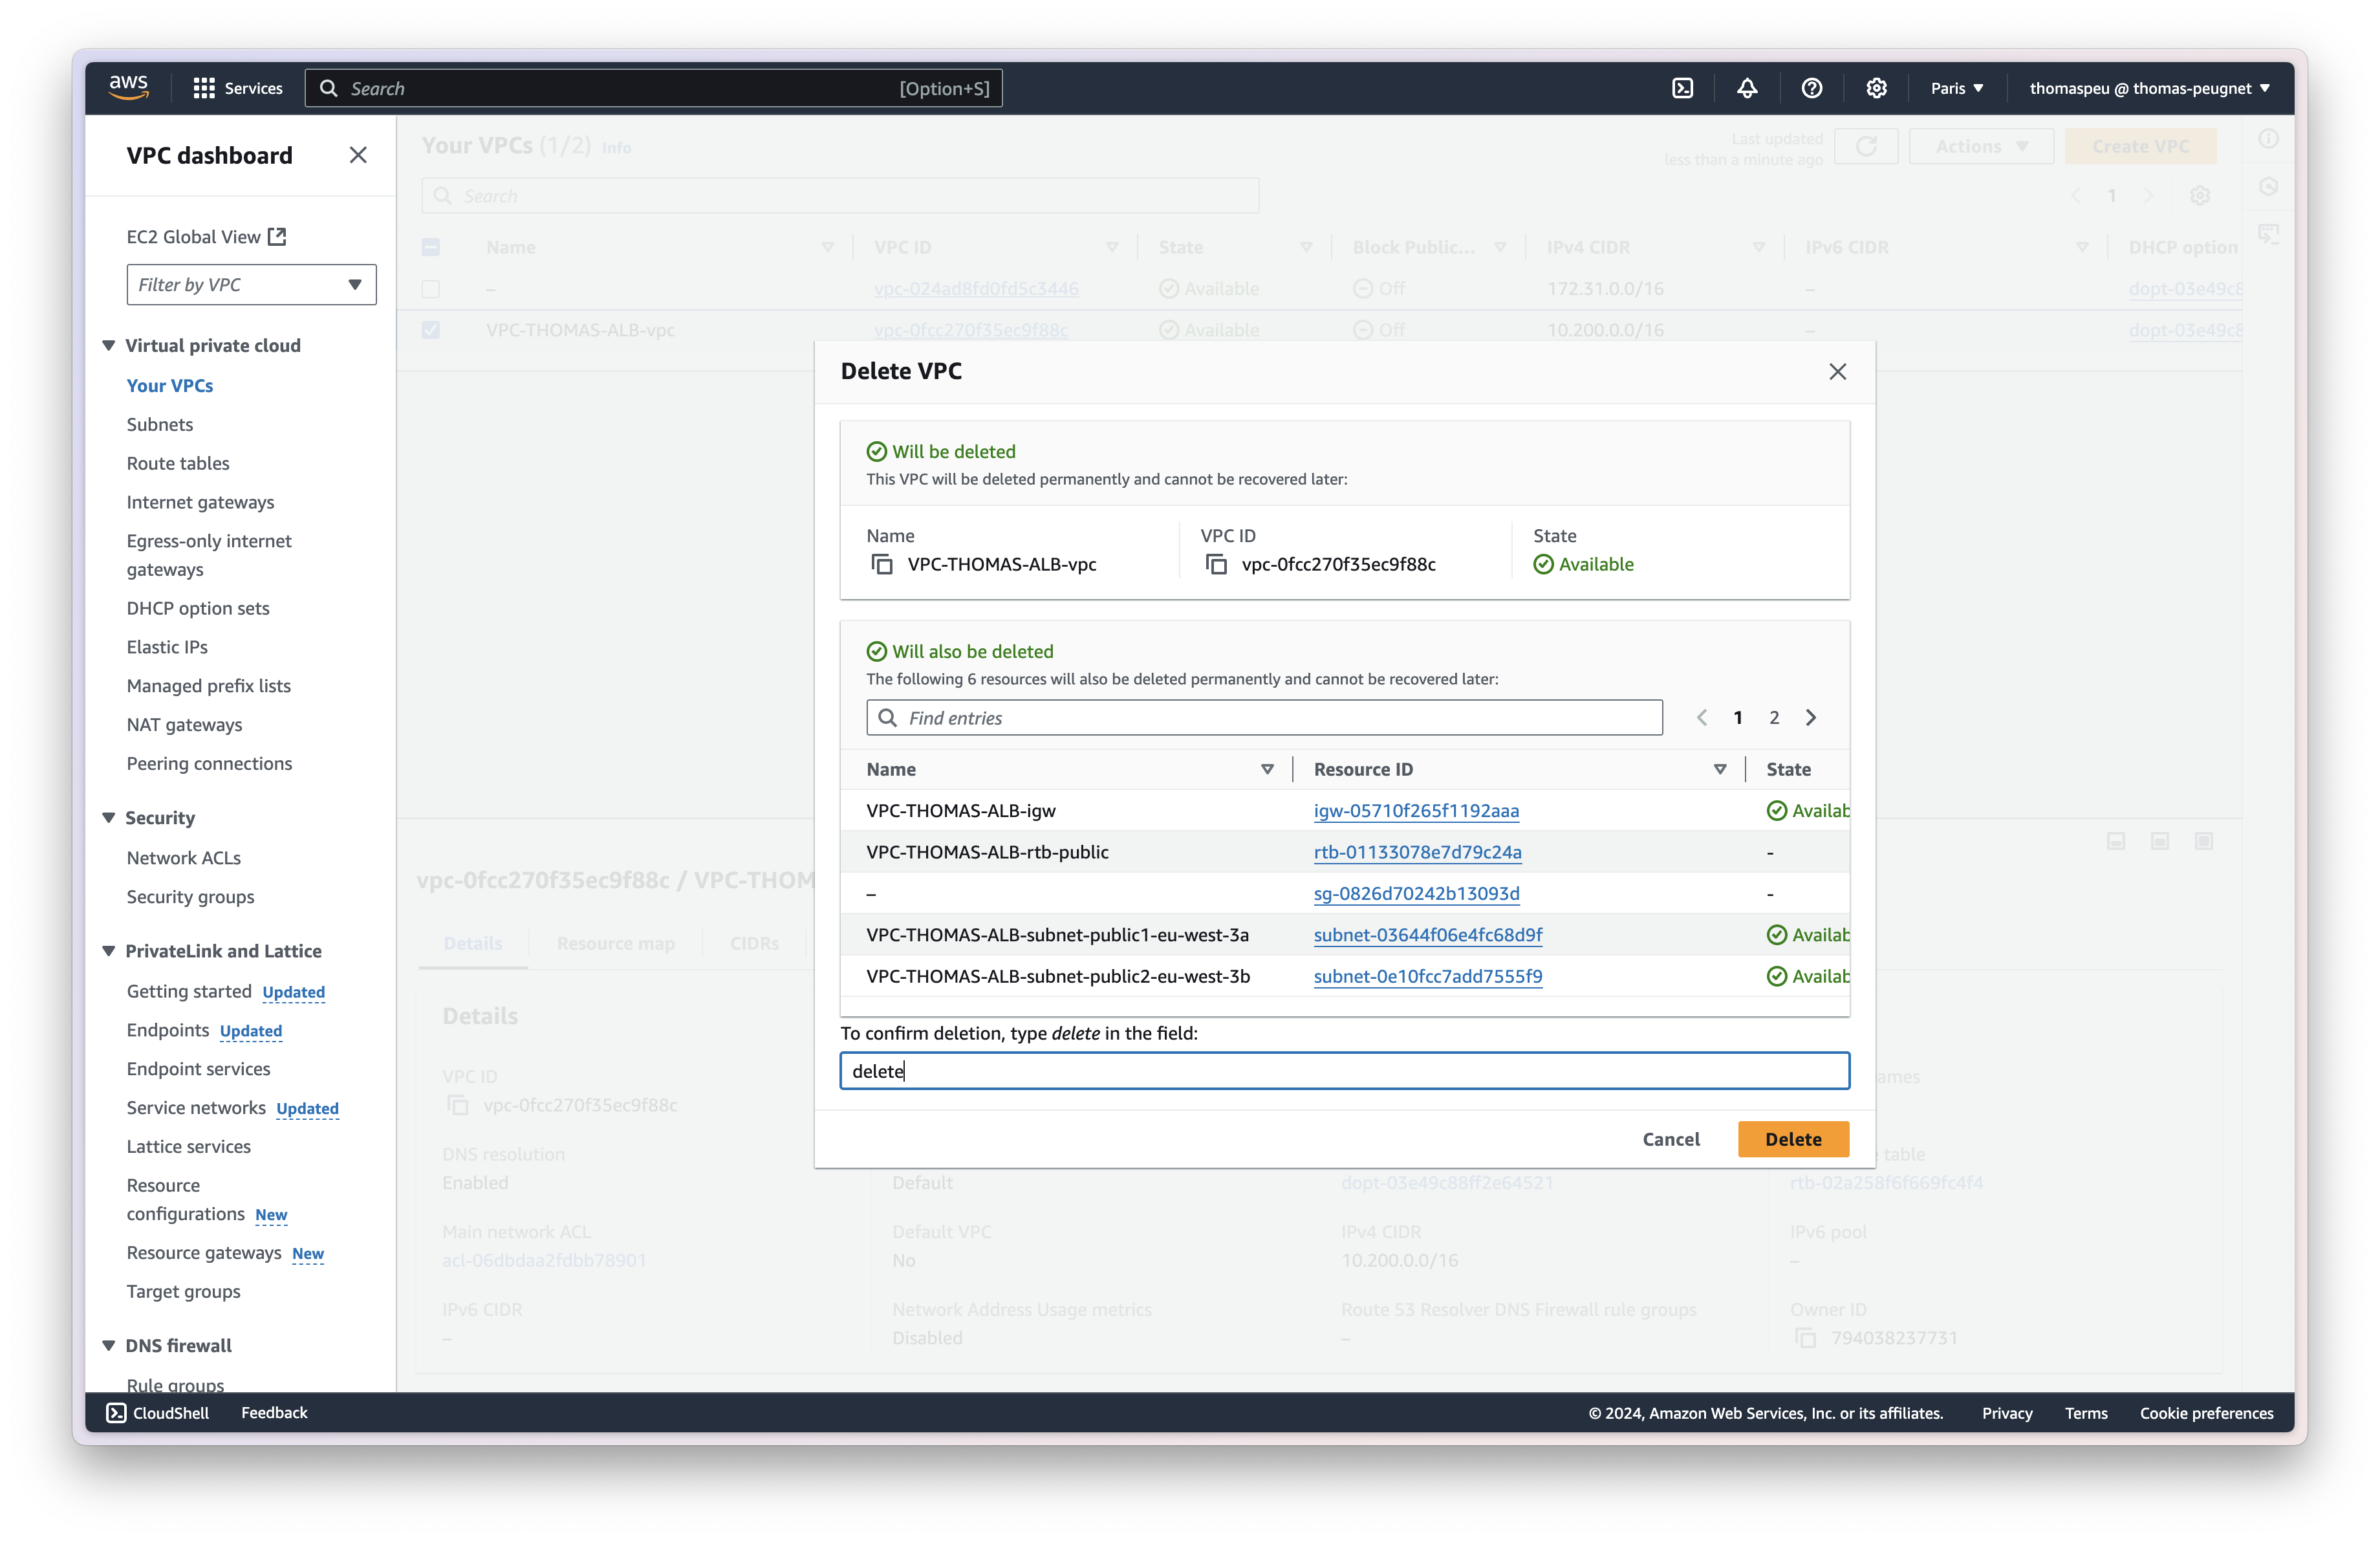 aws
Services
Search
[Option+S]
Paris
thomaspeu @ thomas-peugnet
VPC dashboard
EC2 Global View
Filter by VPC
Virtual private cloud
Your VPCs
Subnets
Route tables
Internet gateways
Egress-only internet
gateways
DHCP option sets
Elastic IPs
Managed prefix lists
NAT gateways
Peering connections
Security
Network ACLs
Security groups
PrivateLink and Lattice
Getting started Updated
Endpoints Updated
Endpoint services
Service networks Updated
Lattice services
Resource
configurations New
Resource gateways New
Target groups
DNS firewall
Rule groups
Your VPCs (1/2) Info
Last updated
less than a minute ago
Actions
Create VPC
Search
1
Name VPC ID State Block Public... IPv4 CIDR IPv6 CIDR DHCP option
– vpc-024ad8fd0fd5c3446 Available Off 172.31.0.0/16 – dopt-03e49c8
VPC-THOMAS-ALB-vpc vpc-0fcc270f35ec9f88c Available Off 10.200.0.0/16 – dopt-03e49c8
Delete VPC
Will be deleted
This VPC will be deleted permanently and cannot be recovered later:
Name VPC ID State
VPC-THOMAS-ALB-vpc vpc-0fcc270f35ec9f88c Available
Will also be deleted
The following 6 resources will also be deleted permanently and cannot be recovered later:
Find entries
1 2
Name Resource ID State
VPC-THOMAS-ALB-igw igw-05710f265f1192aaa Availab
VPC-THOMAS-ALB-rtb-public rtb-01133078e7d79c24a -
– sg-0826d70242b13093d -
VPC-THOMAS-ALB-subnet-public1-eu-west-3a subnet-03644f06e4fc68d9f Availab
VPC-THOMAS-ALB-subnet-public2-eu-west-3b subnet-0e10fcc7add7555f9 Availab
To confirm deletion, type delete in the field:
delete
Cancel Delete
vpc-0fcc270f35ec9f88c / VPC-THOM
Details Resource map CIDRs
Details
VPC ID
vpc-0fcc270f35ec9f88c
ames
DNS resolution
Enabled
Default
dopt-03e49c88ff2e64521
table
rtb-02a258f6f669fc4f4
Main network ACL
acl-06dbdaa2fdbb78901
Default VPC
No
IPv4 CIDR
10.200.0.0/16
IPv6 pool
–
IPv6 CIDR
–
Network Address Usage metrics
Disabled
Route 53 Resolver DNS Firewall rule groups
–
Owner ID
794038237731
CloudShell Feedback
© 2024, Amazon Web Services, Inc. or its affiliates. Privacy Terms Cookie preferences